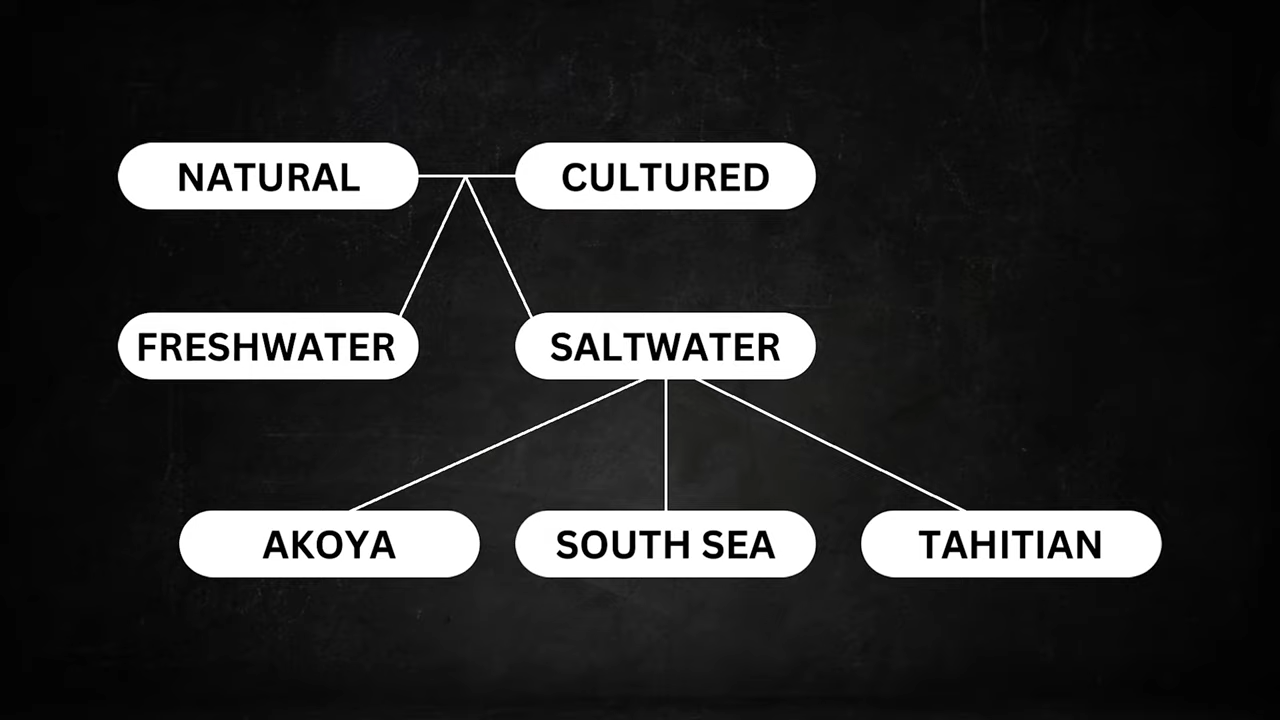 NATURAL
CULTURED
FRESHWATER
SALTWATER
AKOYA
SOUTH SEA
TAHITIAN